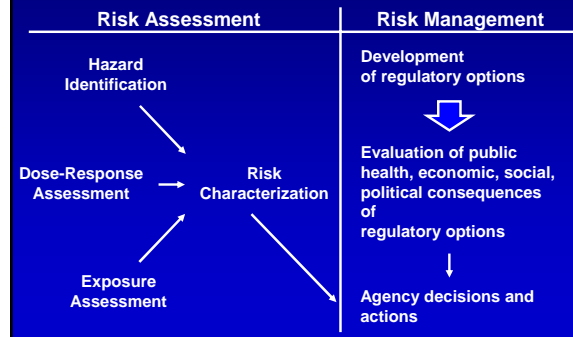 Risk Assessment
Risk Management
Hazard
Identification
Dose-Response
Assessment
Risk
Characterization
Exposure
Assessment
Development
of regulatory options
Evaluation of public
health, economic, social,
political consequences
of
regulatory options
Agency decisions and
actions